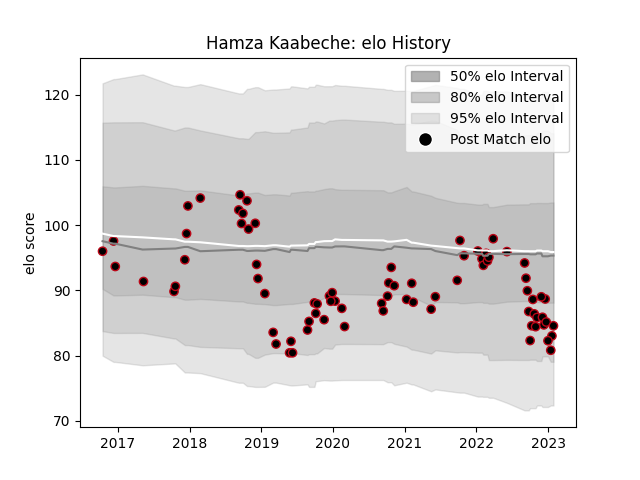 Hamza Kaabeche: elo History
50% elo Interval
80% elo Interval
95% elo Interval
Post Match elo
elo score
120
110
100
90
80
70
2017 2018 2019 2020 2021 2022 2023